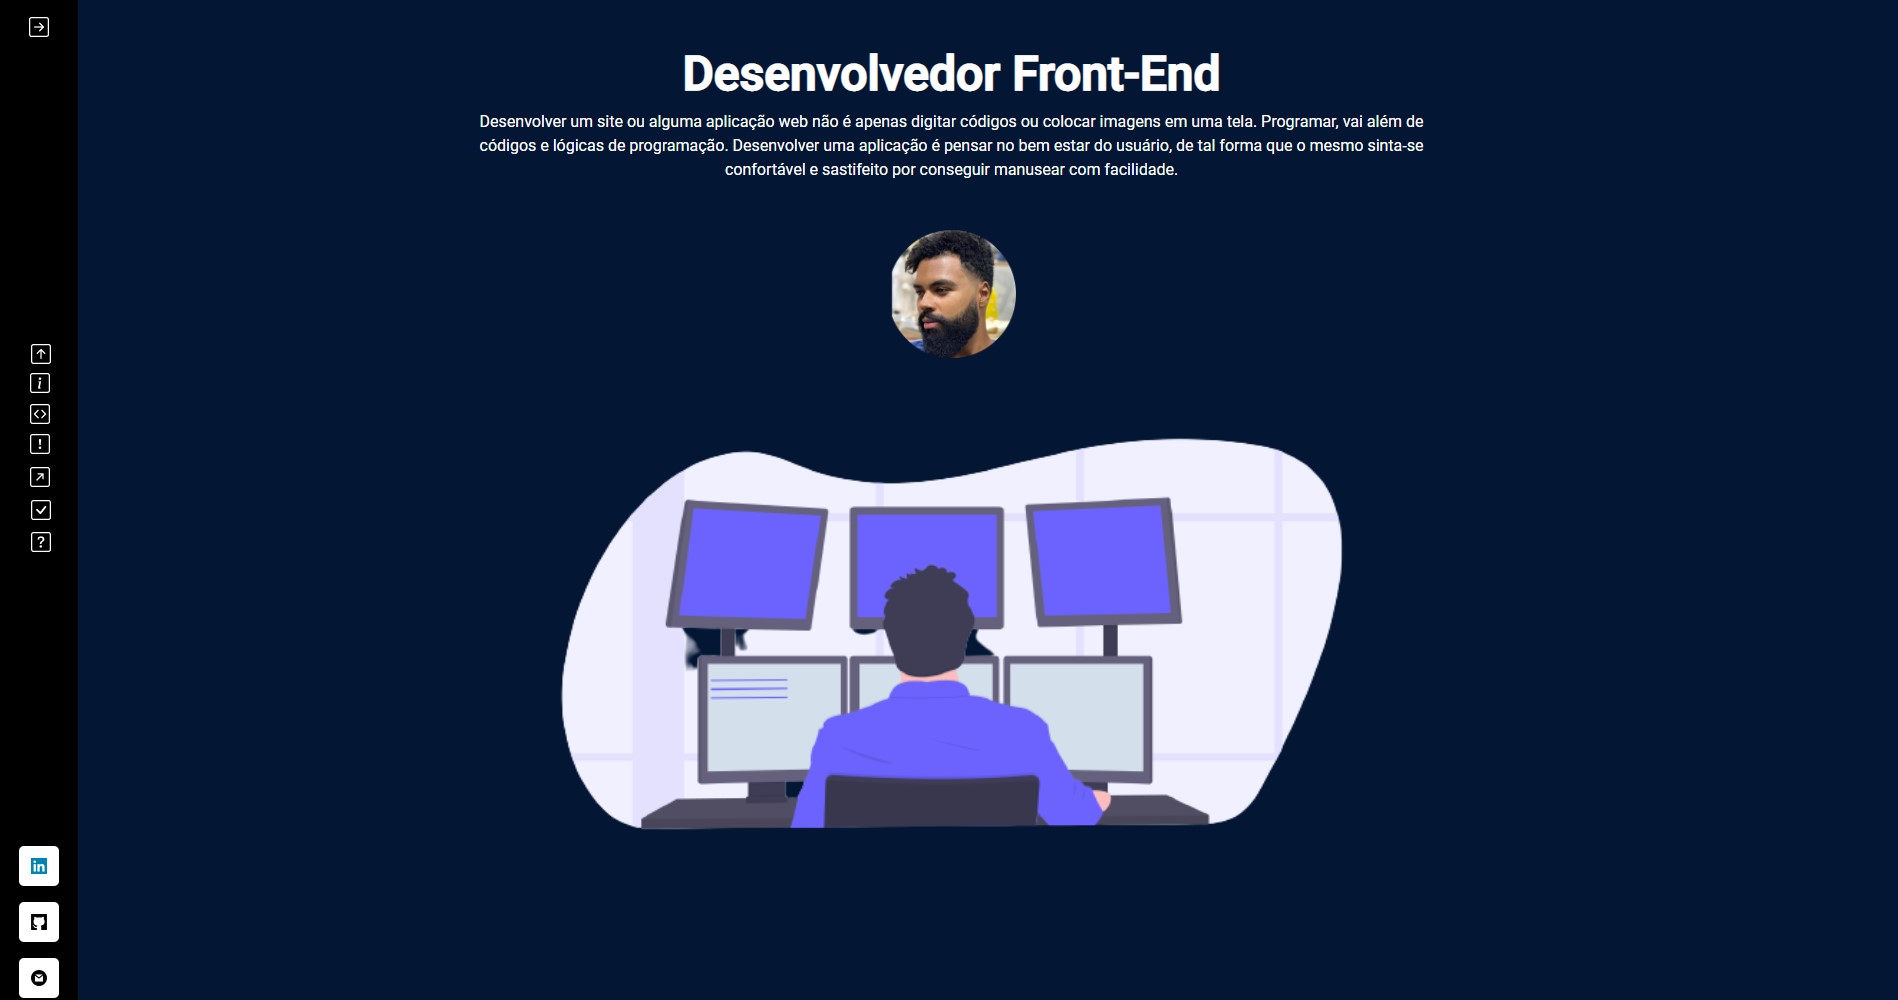 Desenvolvedor Front-End
Desenvolver um site ou alguma aplicação web não é apenas digitar códigos ou colocar imagens em uma tela. Programar, vai além de
códigos e lógicas de programação. Desenvolver uma aplicação é pensar no bem estar do usuário, de tal forma que o mesmo sinta-se
confortável e sastifeito por conseguir manusear com facilidade.
in